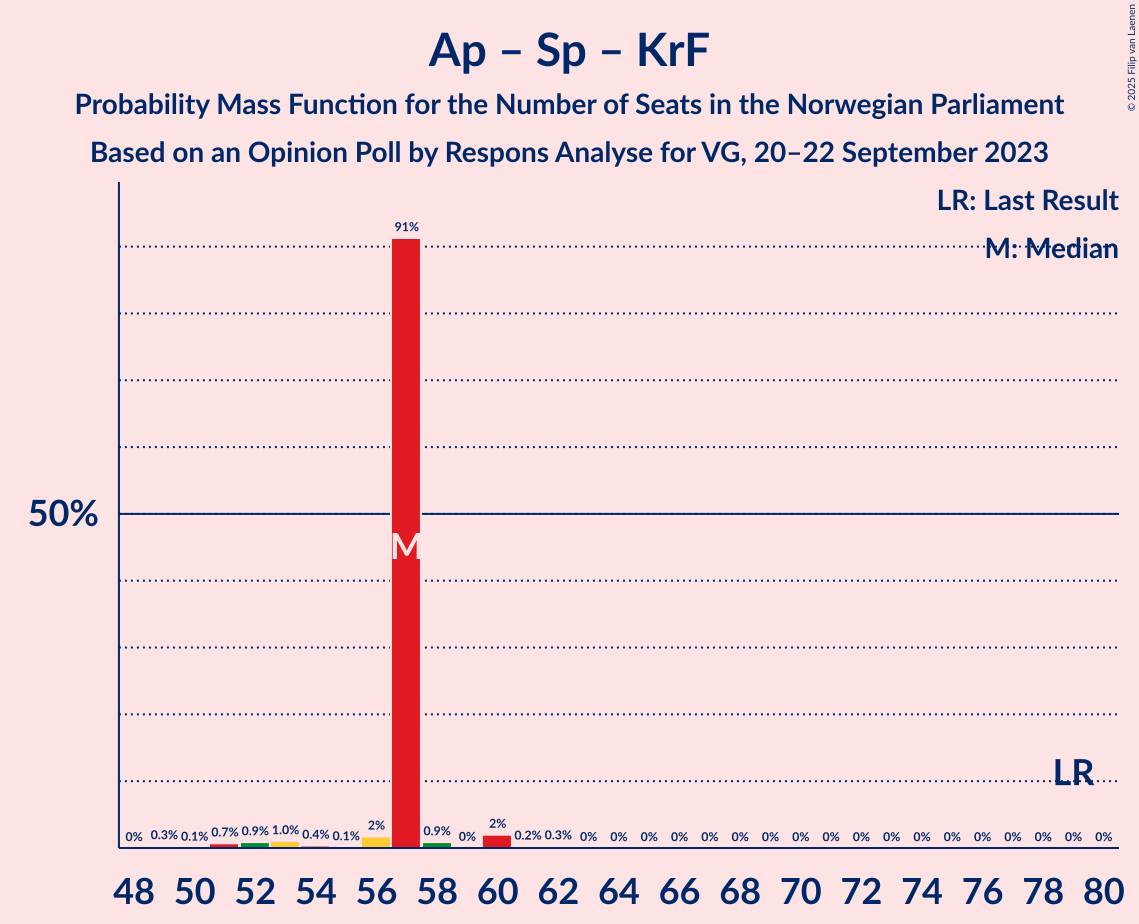 Ap – Sp – KrF
Probability Mass Function for the Number of Seats in the Norwegian Parliament
Based on an Opinion Poll by Respons Analyse for VG, 20–22 September 2023
© 2025 Filip van Laenen
LR: Last Result
M: Median
91%
50%
M
LR
0% 0.3% 0.1% 0.7% 0.9% 1.0% 0.4% 0.1% 2% 0.9% 0% 2% 0.2% 0.3% 0% 0% 0% 0% 0% 0% 0% 0% 0% 0% 0% 0% 0% 0% 0% 0% 0% 0%
48 50 52 54 56 58 60 62 64 66 68 70 72 74 76 78 80